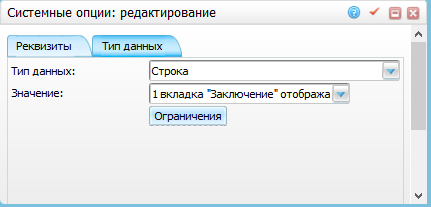 Системные опции: редактирование
Реквизиты Тип данных
Тип данных: Строка
Значение: 1 вкладка "Заключение" отобража
Ограничения